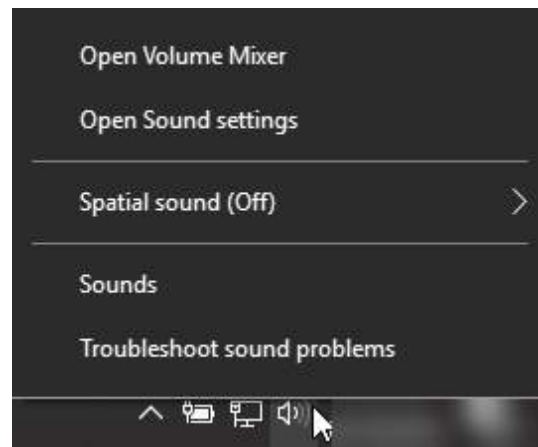 Open Volume Mixer
Open Sound settings
Spatial sound (Off)
Sounds
Troubleshoot sound problems